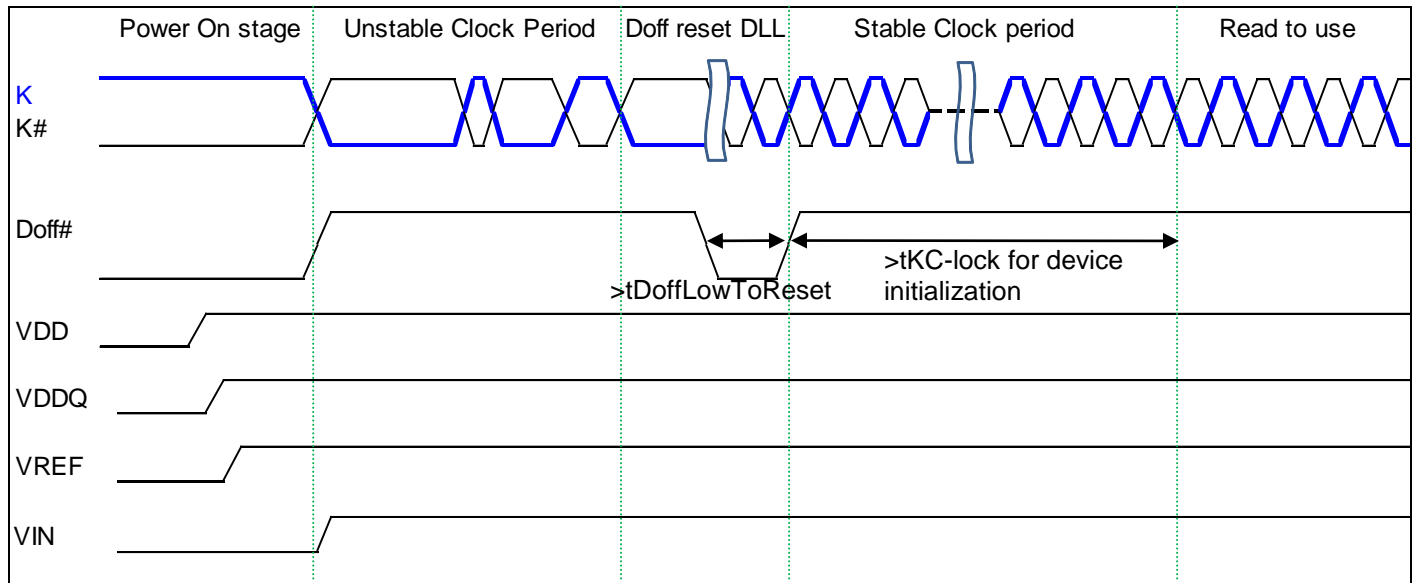 Power On stage Unstable Clock Period Doff reset DLL Stable Clock period Read to use
K
K#
Doff#
>tDoffLowToReset
>tKC-lock for device
initialization
VDD
VDDQ
VREF
VIN